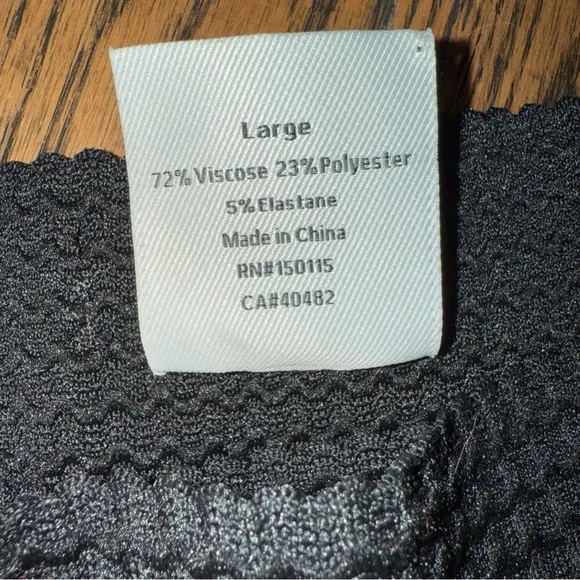 Large
72%Viscose 23%Polyester
5%Elastane
Made in China
RN#150115
CA#40482